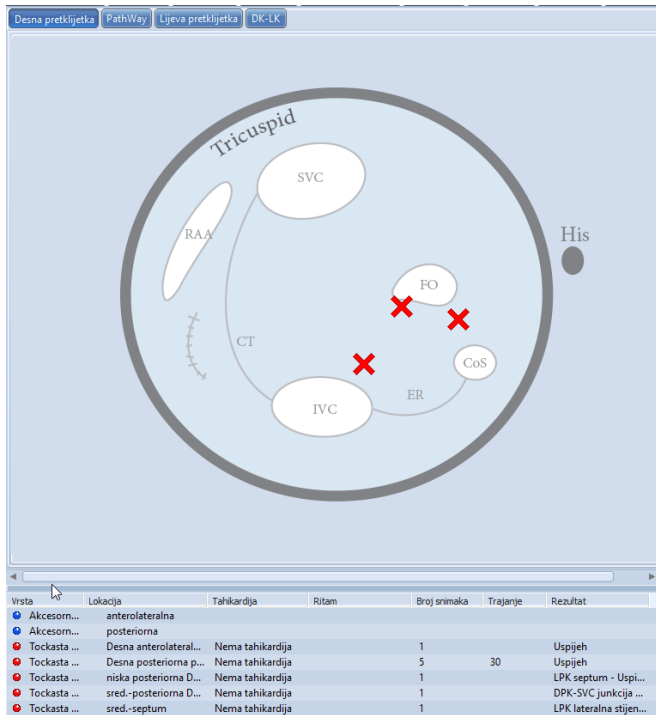 Desna pretklijetka PathWay Lijeva pretklijetka DK-LK
Tricuspid
SVC
RAA
His
FO
CT
CoS
ER
IVC
Vrsta Lokacija Tahikardija Ritam Broj snimaka Trajanje Rezultat
Akcesorn... anterolateralna
Akcesorn... posteriorna
Tockasta ... Desna anterolateral... Nema tahikardija 1 Uspijeh
Tockasta ... Desna posteriorna p... Nema tahikardija 5 30 Uspijeh
Tockasta ... niska posteriorna D... Nema tahikardija 1 LPK septum - Uspi...
Tockasta ... sred.-posteriorna D... Nema tahikardija 1 DPK-SVC junkcija ...
Tockasta ... sred.-septum Nema tahikardija 1 LPK lateralna stijen...